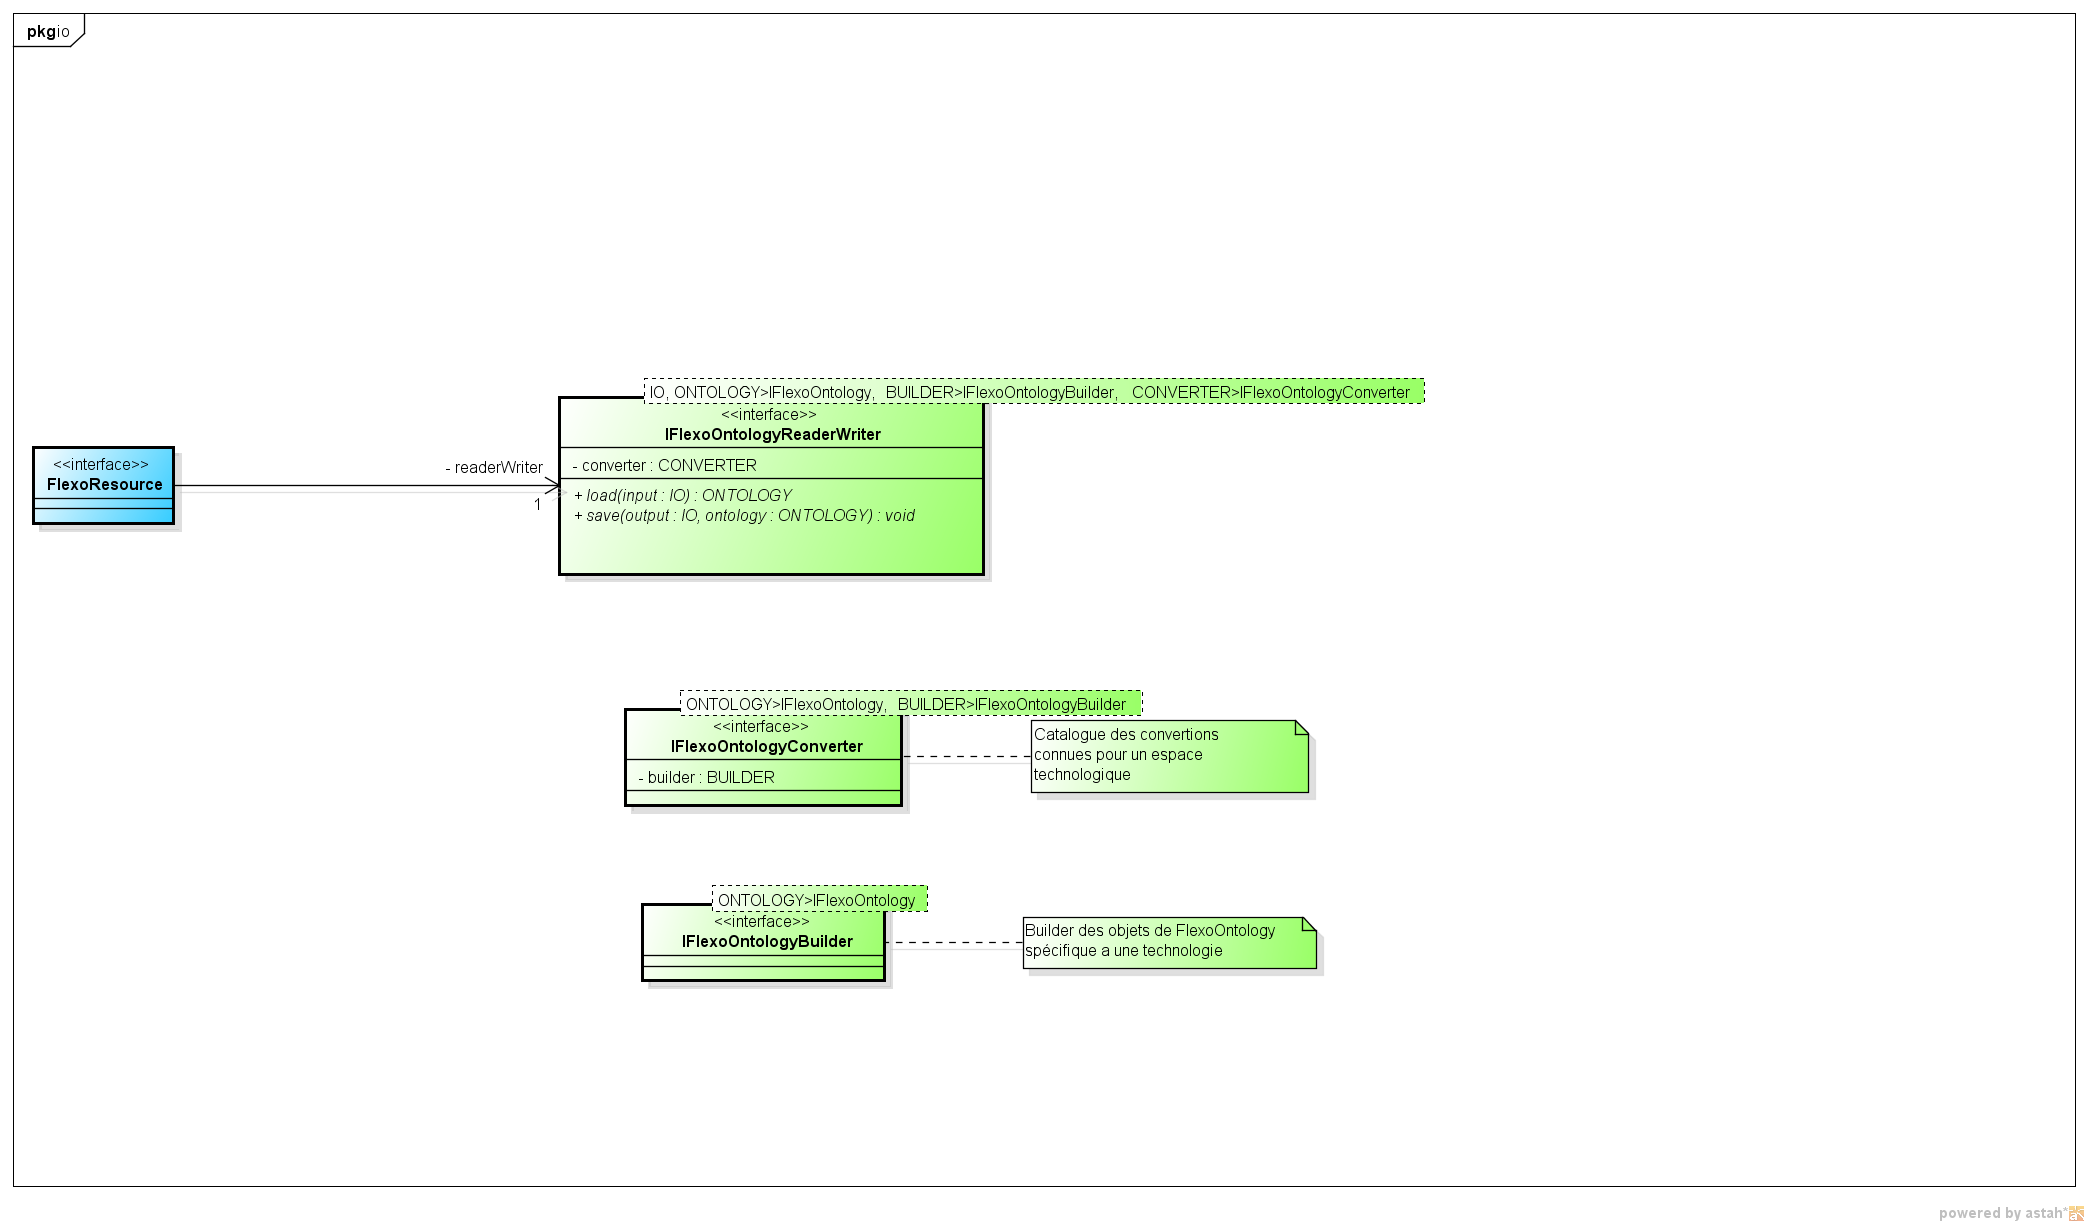 pkg io
IO, ONTOLOGY>IFlexoOntology, BUILDER>IFlexoOntologyBuilder, CONVERTER>IFlexoOntologyConverter
<<interface>>
IFlexoOntologyReaderWriter
- converter : CONVERTER
+ load(input : IO) : ONTOLOGY
+ save(output : IO, ontology : ONTOLOGY) : void
<<interface>>
FlexoResource
- readerWriter
1
ONTOLOGY>IFlexoOntology, BUILDER>IFlexoOntologyBuilder
<<interface>>
IFlexoOntologyConverter
- builder : BUILDER
Catalogue des convertions
connues pour un espace
technologique
ONTOLOGY>IFlexoOntology
<<interface>>
IFlexoOntologyBuilder
Builder des objets de FlexoOntology
spécifique a une technologie
powered by astah*